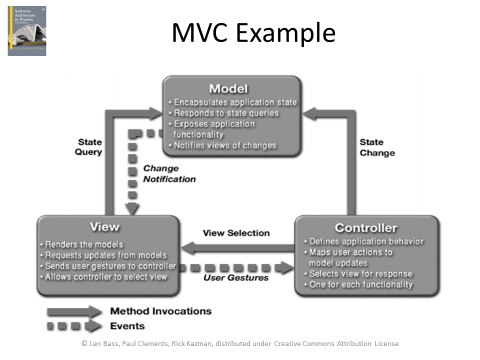 Software
Architecture
in Practice
MVC Example
Model
• Encapsulates application state
• Responds to state queries
• Exposes application
functionality
• Notifies views of changes
State
Query
State
Change
Change
Notification
View
• Renders the models
• Requests updates from models
• Sends user gestures to controller
• Allows controller to select view
View Selection
User Gestures
Controller
• Defines application behavior
• Maps user actions to
model updates
• Selects view for response
• One for each functionality
Method Invocations
Events
© Len Bass, Paul Clements, Rick Kazman, distributed under Creative Commons Attribution License